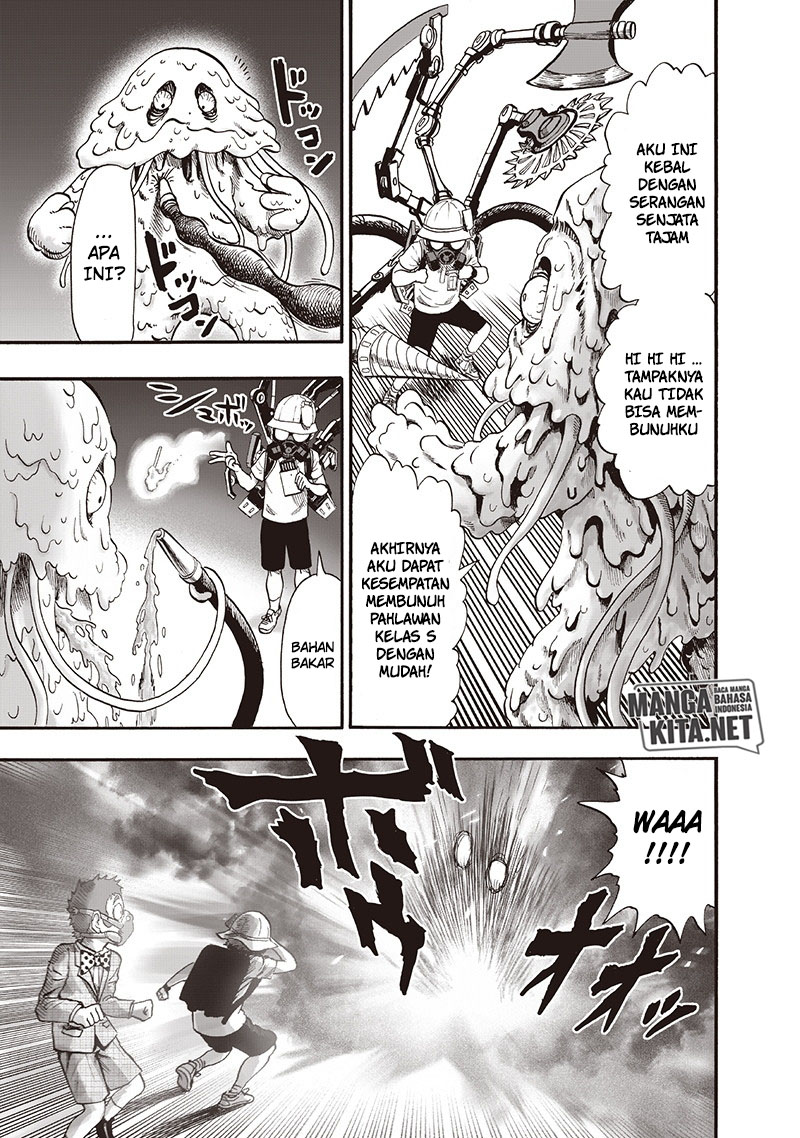 AKU INI
KEBAL
DENGAN
SERANGAN
SENJATA
TAJAM
HI HI HI ...
TAMPAKNYA
KAU TIDAK
BISA MEM-
BUNUHKU
AKHIRNYA
AKU DAPAT
KESEMPATAN
MEMBUNUH
PAHLAWAN
KELAS S
DENGAN
MUDAH!
ドッコン
...
APA
INI?
ドッコン
シュボッ
BAHAN
BAKAR
MANGA
KITA.NET
BACA MANGA
BAHASA
INDONESIA
WAAA
!!!!
ボオオオッ